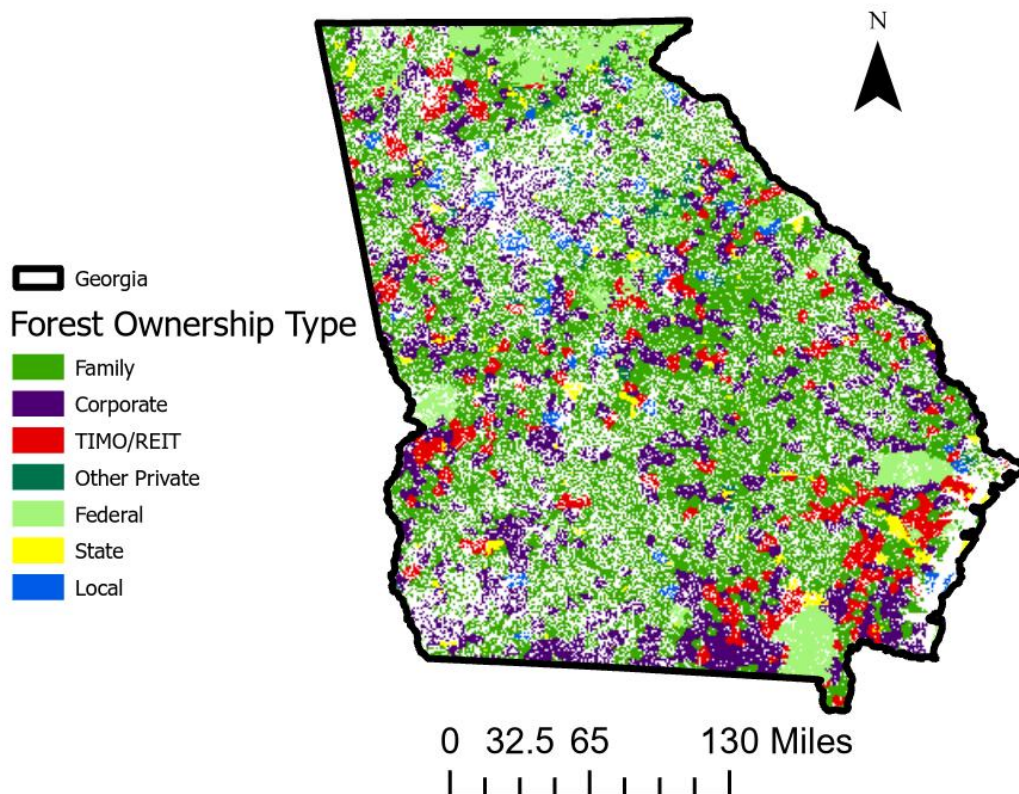 N
Georgia
Forest Ownership Type
Family
Corporate
TIMO/REIT
Other Private
Federal
State
Local
0 32.5 65 130 Miles